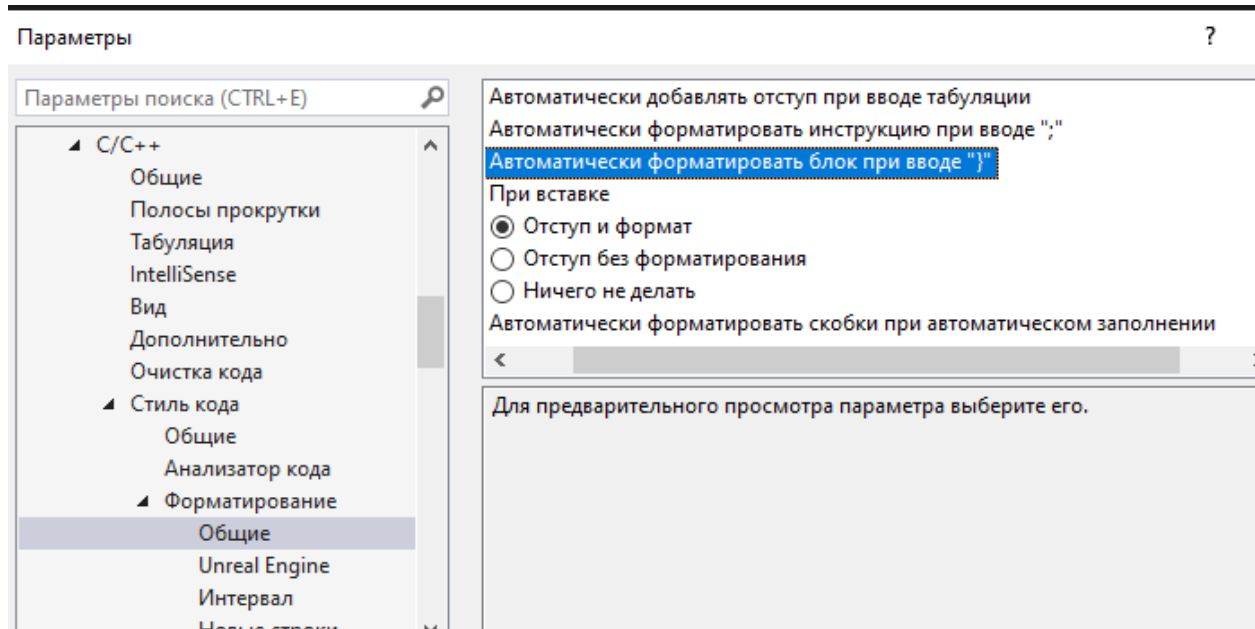 Параметры
?
Параметры поиска (CTRL+E)
C/C++
Общие
Полосы прокрутки
Табуляция
IntelliSense
Вид
Дополнительно
Очистка кода
Стиль кода
Общие
Анализатор кода
Форматирование
Общие
Unreal Engine
Интервал
Новые строки
Автоматически добавлять отступ при вводе табуляции
Автоматически форматировать инструкцию при вводе ";"
Автоматически форматировать блок при вводе "}"
При вставке
Отступ и формат
Отступ без форматирования
Ничего не делать
Автоматически форматировать скобки при автоматическом заполнении
Для предварительного просмотра параметра выберите его.